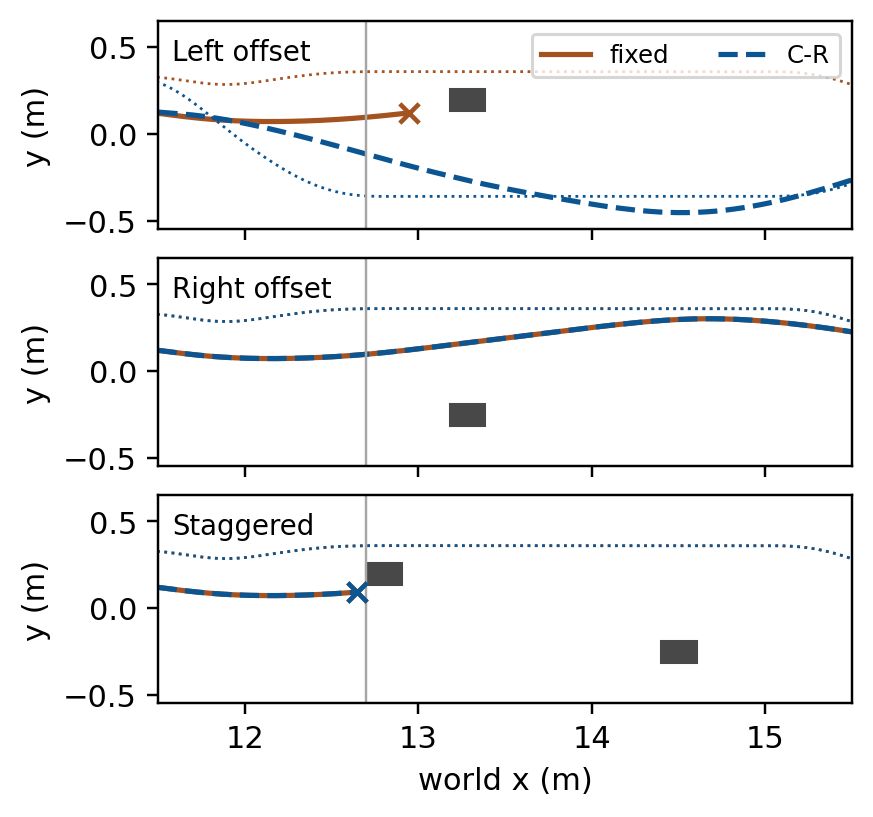 Left offset
fixed
C-R
0.5
0.0
−0.5
y (m)
Right offset
0.5
0.0
−0.5
y (m)
Staggered
0.5
0.0
−0.5
y (m)
12
13
14
15
world x (m)